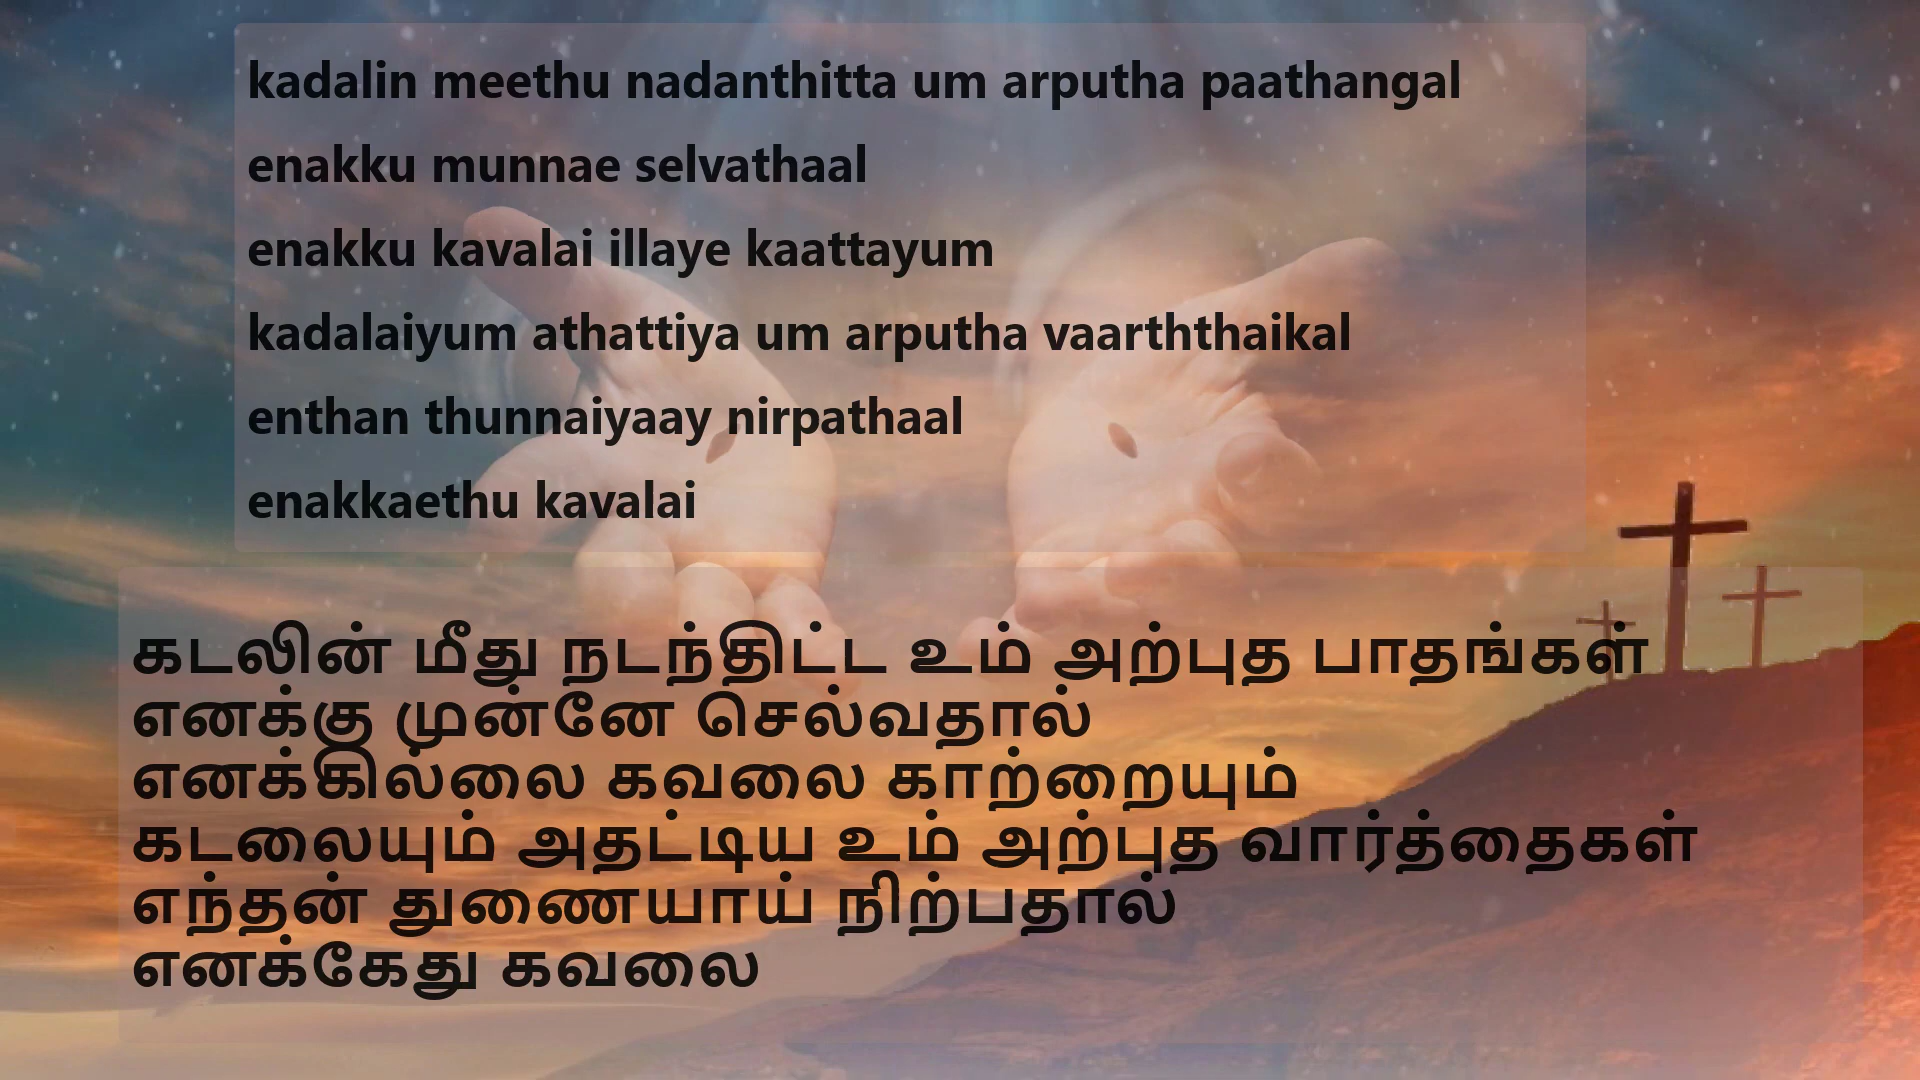 kadalin meethu nadanthitta um arputha paathangal
enakku munnae selvathaal
enakku kavalai illaye kaattayum
kadalaiyum athattiya um arputha vaarththaikal
enthan thunnaiyaay nirpathaal
enakkaethu kavalai
கடலின் மீது நடந்திட்ட உம் அற்புத பாதங்கள்
எனக்கு முன்னே செல்வதால்
எனக்கில்லை கவலை காற்றையும்
கடலையும் அதட்டிய உம் அற்புத வார்த்தைகள்
எந்தன் துணையாய் நிற்பதால்
எனக்கேது கவலை